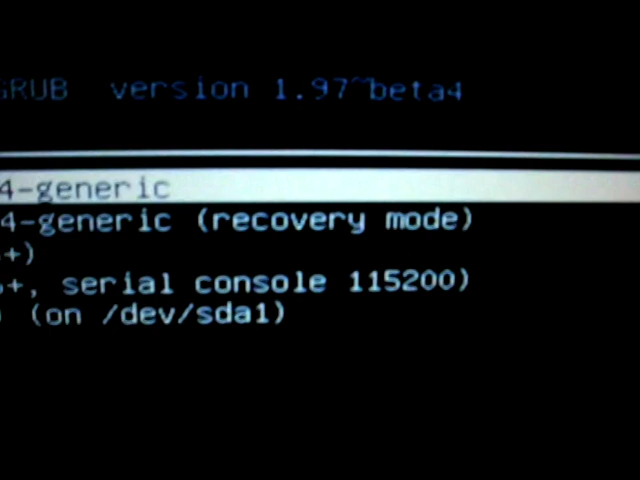 GRUB version 1.97~beta4
4-generic
4-generic (recovery mode)
+)
+, serial console 115200)
) (on /dev/sda1)